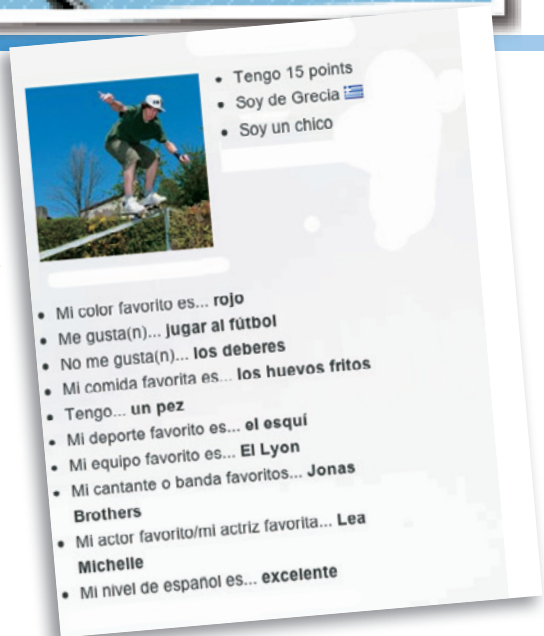 Tengo 15 points
Soy de Grecia
Soy un chico
Mi color favorito es... rojo
Me gusta(n)... jugar al fútbol
No me gusta(n)... los deberes
Mi comida favorita es... los huevos fritos
Tengo... un pez
Mi deporte favorito es... el esquí
Mi equipo favorito es... El Lyon
Mi cantante o banda favoritos... Jonas
Brothers
Mi actor favorito/mi actriz favorita... Lea
Michelle
Mi nivel de español es... excelente